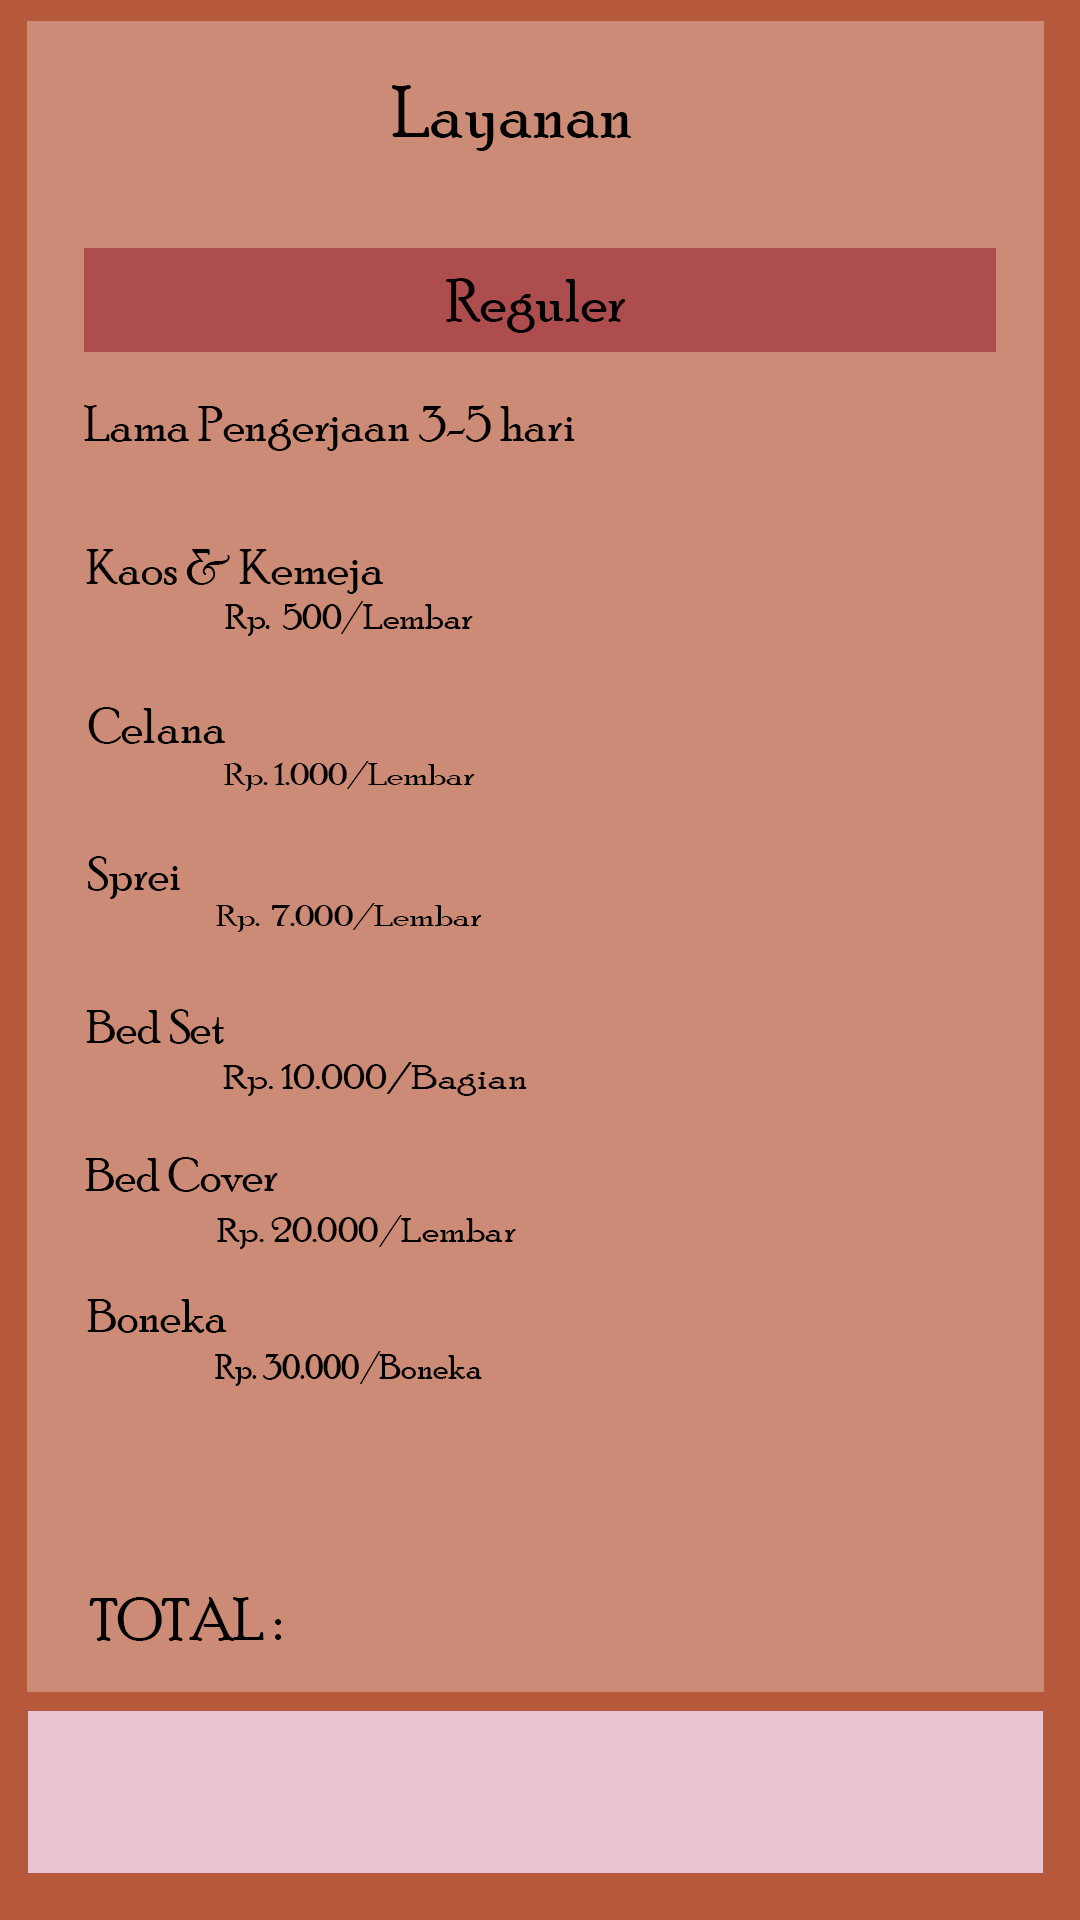 Layanan
Reguler
Lama Pengerjaan 3-5 hari
Kaos & Kemeja
Rp. 500/Lembar
Celana
Rp. 1.000/Lembar
Sprei
Rp. 7.000/Lembar
Bed Set
Rp. 10.000/Bagian
Bed Cover
Rp. 20.000/Lembar
Boneka
Rp. 30.000/Boneka
TOTAL :